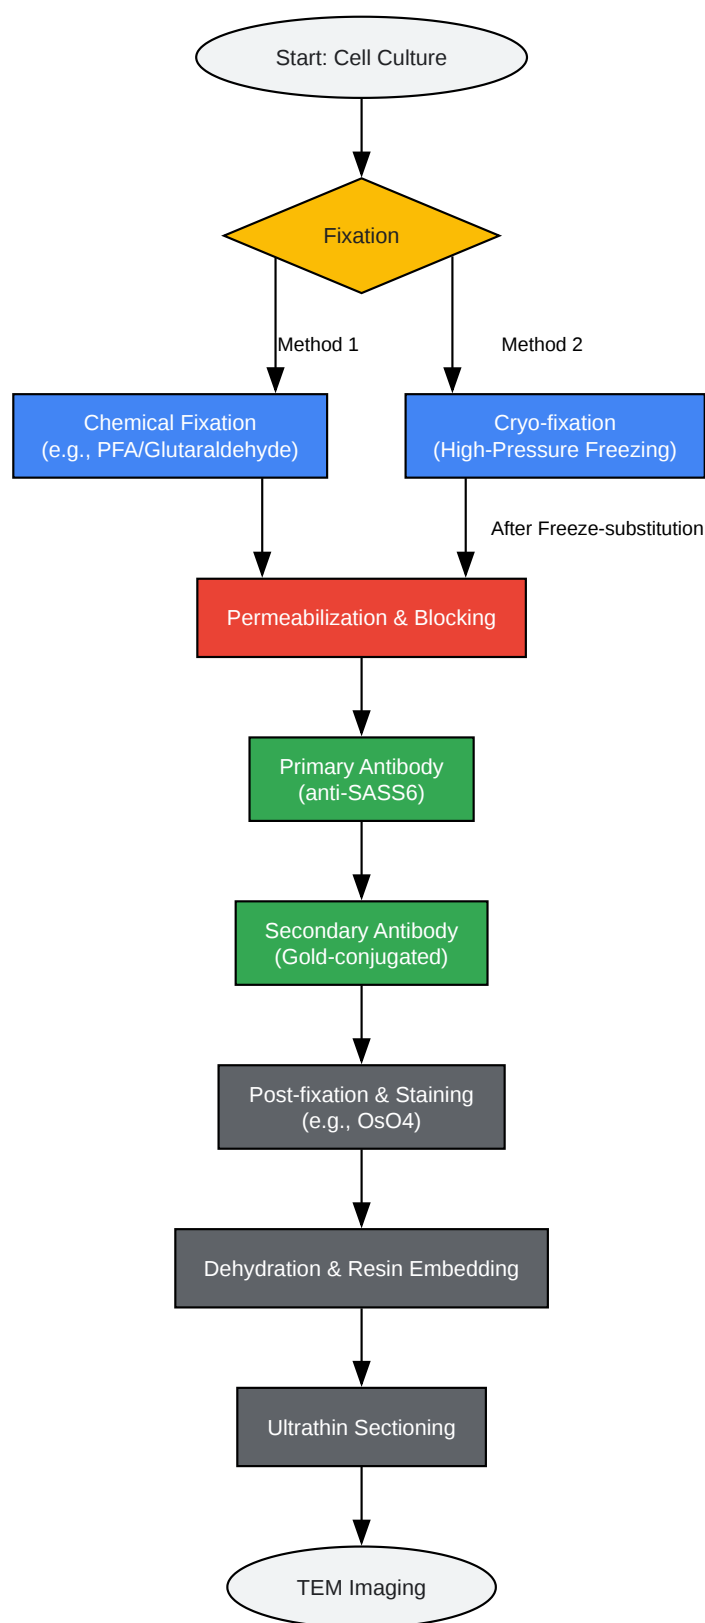 Start: Cell Culture
Fixation
Method 1
Method 2
Chemical Fixation
(e.g., PFA/Glutaraldehyde)
Cryo-fixation
(High-Pressure Freezing)
After Freeze-substitution
Permeabilization & Blocking
Primary Antibody
(anti-SASS6)
Secondary Antibody
(Gold-conjugated)
Post-fixation & Staining
(e.g., OsO4)
Dehydration & Resin Embedding
Ultrathin Sectioning
TEM Imaging